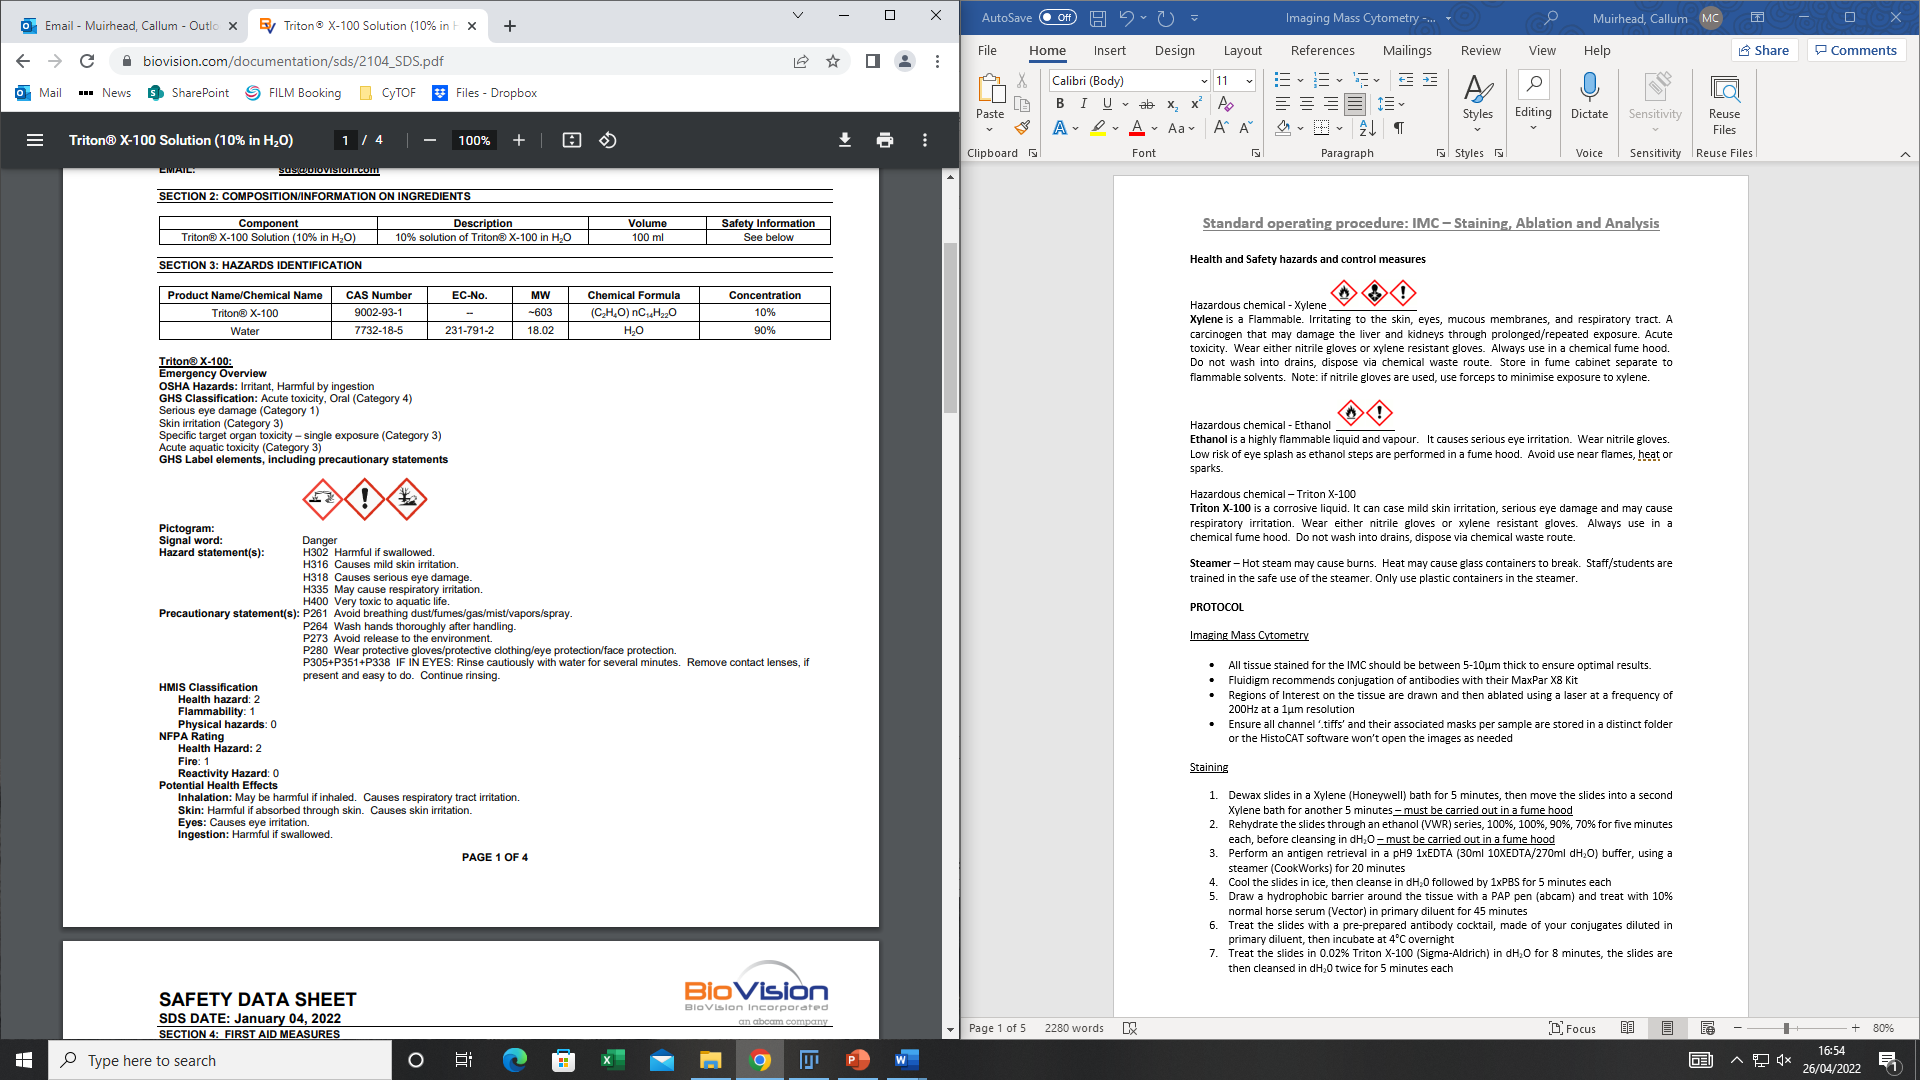 Email - Muirhead, Callum - Outlo
Triton® X-100 Solution (10% in H
biovision.com/documentation/sds/2104_SDS.pdf
Mail
News
SharePoint
FILM Booking
CyTOF
Files - Dropbox
Triton® X-100 Solution (10% in H₂O)
1 / 4
100%
EMAIL: sds@biovision.com
SECTION 2: COMPOSITION/INFORMATION ON INGREDIENTS
Component Description Volume Safety Information
Triton® X-100 Solution (10% in H₂O) 10% solution of Triton® X-100 in H₂O 100 ml See below
SECTION 3: HAZARDS IDENTIFICATION
Product Name/Chemical Name CAS Number EC-No. MW Chemical Formula Concentration
Triton® X-100 9002-93-1 -- ~603 (C₂H₄O) nC₁₄H₂₂O 10%
Water 7732-18-5 231-791-2 18.02 H₂O 90%
Triton® X-100:
Emergency Overview
OSHA Hazards: Irritant, Harmful by ingestion
GHS Classification: Acute toxicity, Oral (Category 4)
Serious eye damage (Category 1)
Skin irritation (Category 3)
Specific target organ toxicity – single exposure (Category 3)
Acute aquatic toxicity (Category 3)
GHS Label elements, including precautionary statements
Pictogram:
Signal word: Danger
Hazard statement(s): H302 Harmful if swallowed.
H316 Causes mild skin irritation.
H318 Causes serious eye damage.
H335 May cause respiratory irritation.
H400 Very toxic to aquatic life.
Precautionary statement(s): P261 Avoid breathing dust/fumes/gas/mist/vapors/spray.
P264 Wash hands thoroughly after handling.
P273 Avoid release to the environment.
P280 Wear protective gloves/protective clothing/eye protection/face protection.
P305+P351+P338 IF IN EYES: Rinse cautiously with water for several minutes. Remove contact lenses, if
present and easy to do. Continue rinsing.
HMIS Classification
Health hazard: 2
Flammability: 1
Physical hazards: 0
NFPA Rating
Health Hazard: 2
Fire: 1
Reactivity Hazard: 0
Potential Health Effects
Inhalation: May be harmful if inhaled. Causes respiratory tract irritation.
Skin: Harmful if absorbed through skin. Causes skin irritation.
Eyes: Causes eye irritation.
Ingestion: Harmful if swallowed.
PAGE 1 OF 4
SAFETY DATA SHEET
SDS DATE: January 04, 2022
BioVision
BioVision Incorporated
an abcam company
SECTION 4: FIRST AID MEASURES
AutoSave Off
Imaging Mass Cytometry -...
Muirhead, Callum MC
File Home Insert Design Layout References Mailings Review View Help
Share
Comments
Paste
Calibri (Body) 11
Styles
Editing
Dictate
Sensitivity
Reuse Files
Clipboard Font Paragraph Styles Voice Sensitivity Reuse Files
Standard operating procedure: IMC – Staining, Ablation and Analysis
Health and Safety hazards and control measures
Hazardous chemical - Xylene
Xylene is a Flammable. Irritating to the skin, eyes, mucous membranes, and respiratory tract. A
carcinogen that may damage the liver and kidneys through prolonged/repeated exposure. Acute
toxicity. Wear either nitrile gloves or xylene resistant gloves. Always use in a chemical fume hood.
Do not wash into drains, dispose via chemical waste route. Store in fume cabinet separate to
flammable solvents. Note: if nitrile gloves are used, use forceps to minimise exposure to xylene.
Hazardous chemical - Ethanol
Ethanol is a highly flammable liquid and vapour. It causes serious eye irritation. Wear nitrile gloves.
Low risk of eye splash as ethanol steps are performed in a fume hood. Avoid use near flames, heat or
sparks.
Hazardous chemical – Triton X-100
Triton X-100 is a corrosive liquid. It can case mild skin irritation, serious eye damage and may cause
respiratory irritation. Wear either nitrile gloves or xylene resistant gloves. Always use in a
chemical fume hood. Do not wash into drains, dispose via chemical waste route.
Steamer – Hot steam may cause burns. Heat may cause glass containers to break. Staff/students are
trained in the safe use of the steamer. Only use plastic containers in the steamer.
PROTOCOL
Imaging Mass Cytometry
• All tissue stained for the IMC should be between 5-10µm thick to ensure optimal results.
• Fluidigm recommends conjugation of antibodies with their MaxPar X8 Kit
• Regions of Interest on the tissue are drawn and then ablated using a laser at a frequency of
200Hz at a 1µm resolution
• Ensure all channel ‘.tiffs’ and their associated masks per sample are stored in a distinct folder
or the HistoCAT software won’t open the images as needed
Staining
1. Dewax slides in a Xylene (Honeywell) bath for 5 minutes, then move the slides into a second
Xylene bath for another 5 minutes – must be carried out in a fume hood
2. Rehydrate the slides through an ethanol (VWR) series, 100%, 100%, 90%, 70% for five minutes
each, before cleansing in dH₂O – must be carried out in a fume hood
3. Perform an antigen retrieval in a pH9 1xEDTA (30ml 10XEDTA/270ml dH₂O) buffer, using a
steamer (CookWorks) for 20 minutes
4. Cool the slides in ice, then cleanse in dH₂0 followed by 1xPBS for 5 minutes each
5. Draw a hydrophobic barrier around the tissue with a PAP pen (abcam) and treat with 10%
normal horse serum (Vector) in primary diluent for 45 minutes
6. Treat the slides with a pre-prepared antibody cocktail, made of your conjugates diluted in
primary diluent, then incubate at 4°C overnight
7. Treat the slides in 0.02% Triton X-100 (Sigma-Aldrich) in dH₂O for 8 minutes, the slides are
then cleansed in dH₂0 twice for 5 minutes each
Page 1 of 5 2280 words
Focus
80%
Type here to search
16:54
26/04/2022
1